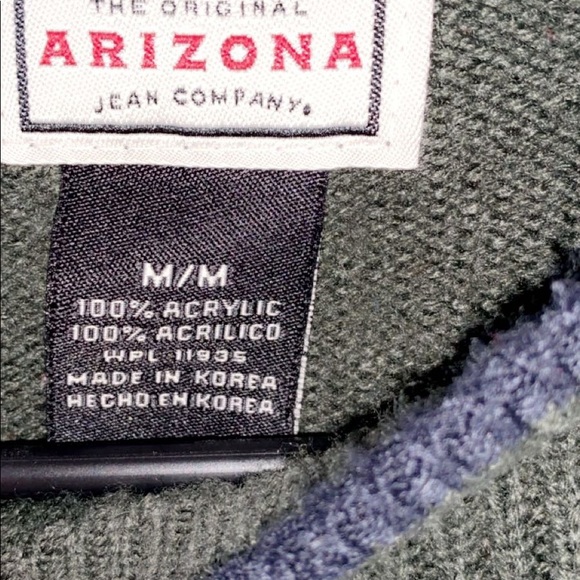 THE ORIGINAL
ARIZONA
JEAN COMPANY®
M/M
100% ACRYLIC
100% ACRILICO
WPL 11935
MADE IN KOREA
HECHO EN KOREA